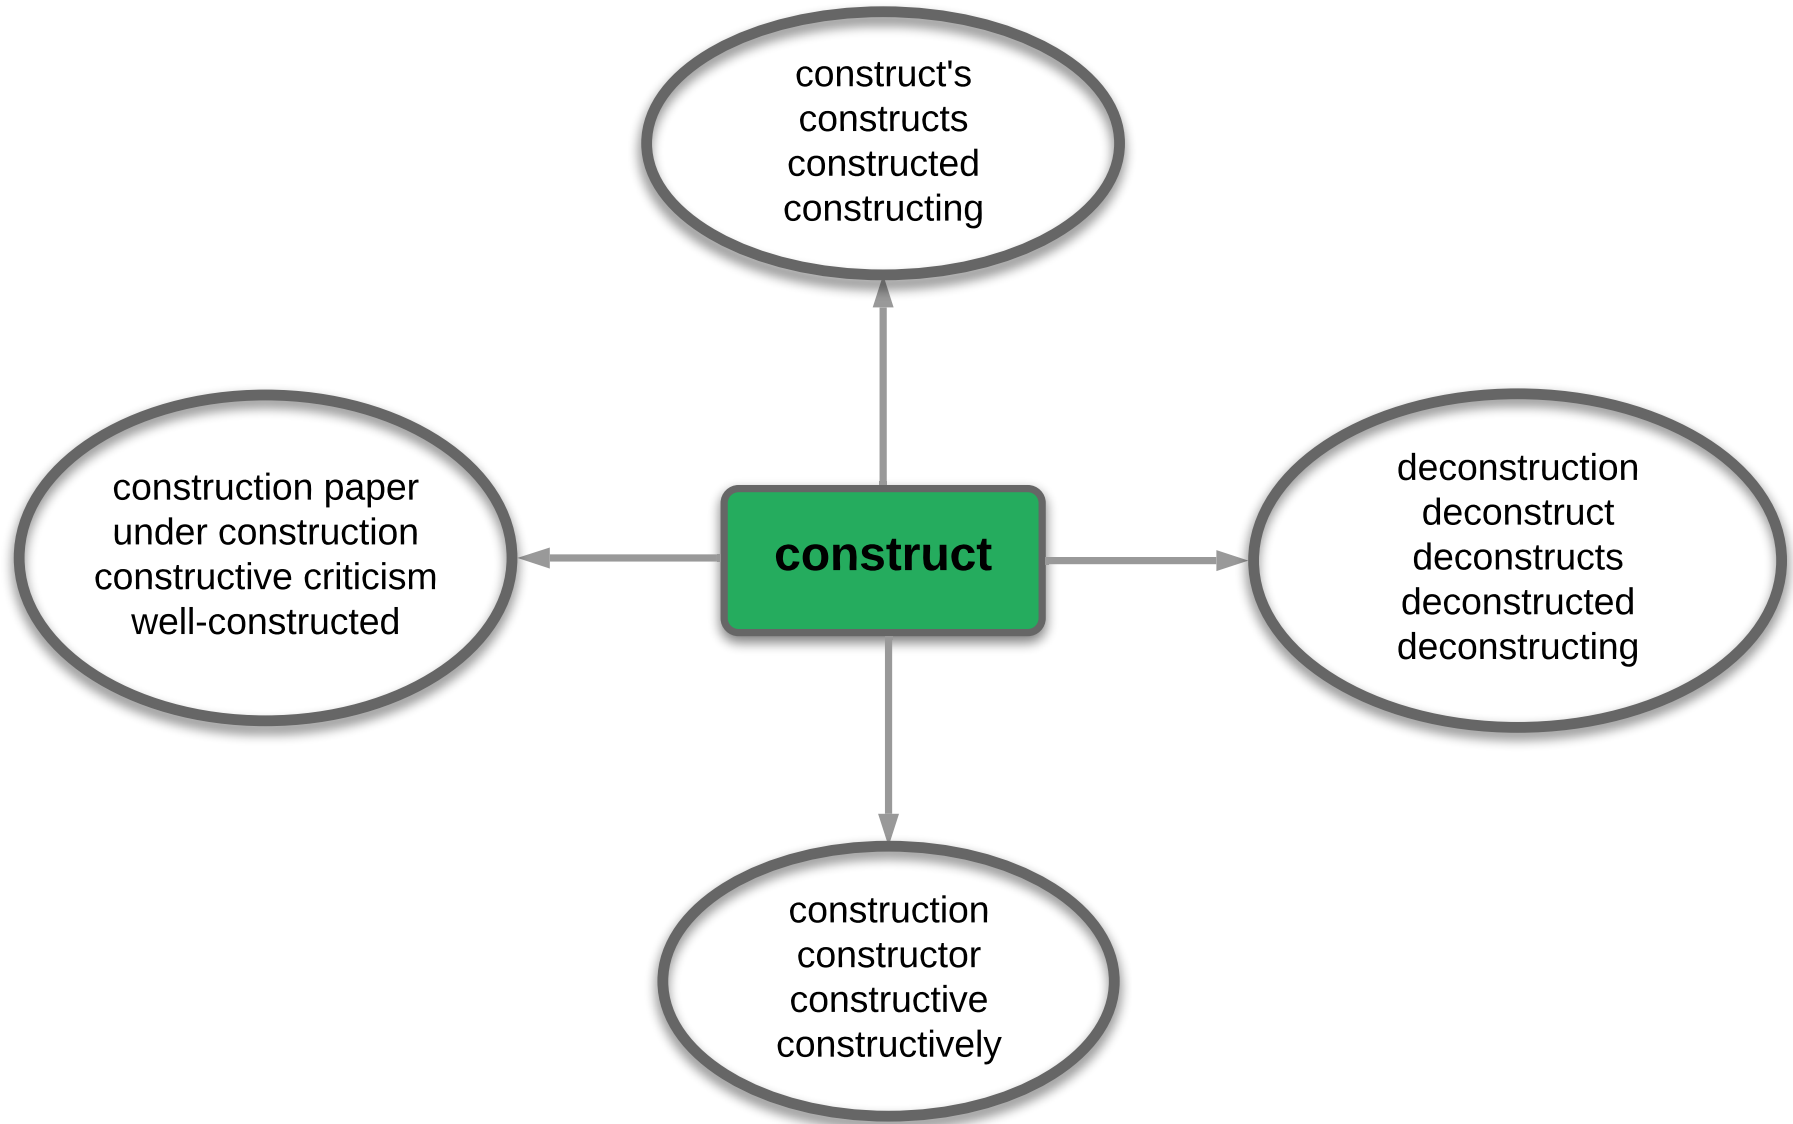 construct's
constructs
constructed
constructing
construction paper
under construction
constructive criticism
well-constructed
construct
deconstruction
deconstruct
deconstructs
deconstructed
deconstructing
construction
constructor
constructive
constructively